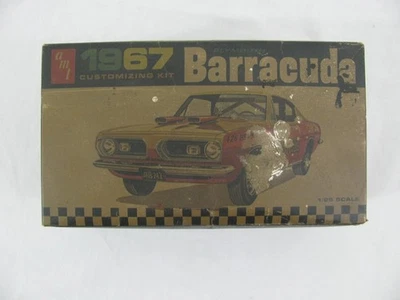 amt
1967
CUSTOMIZING KIT
Barracuda
1/25 SCALE